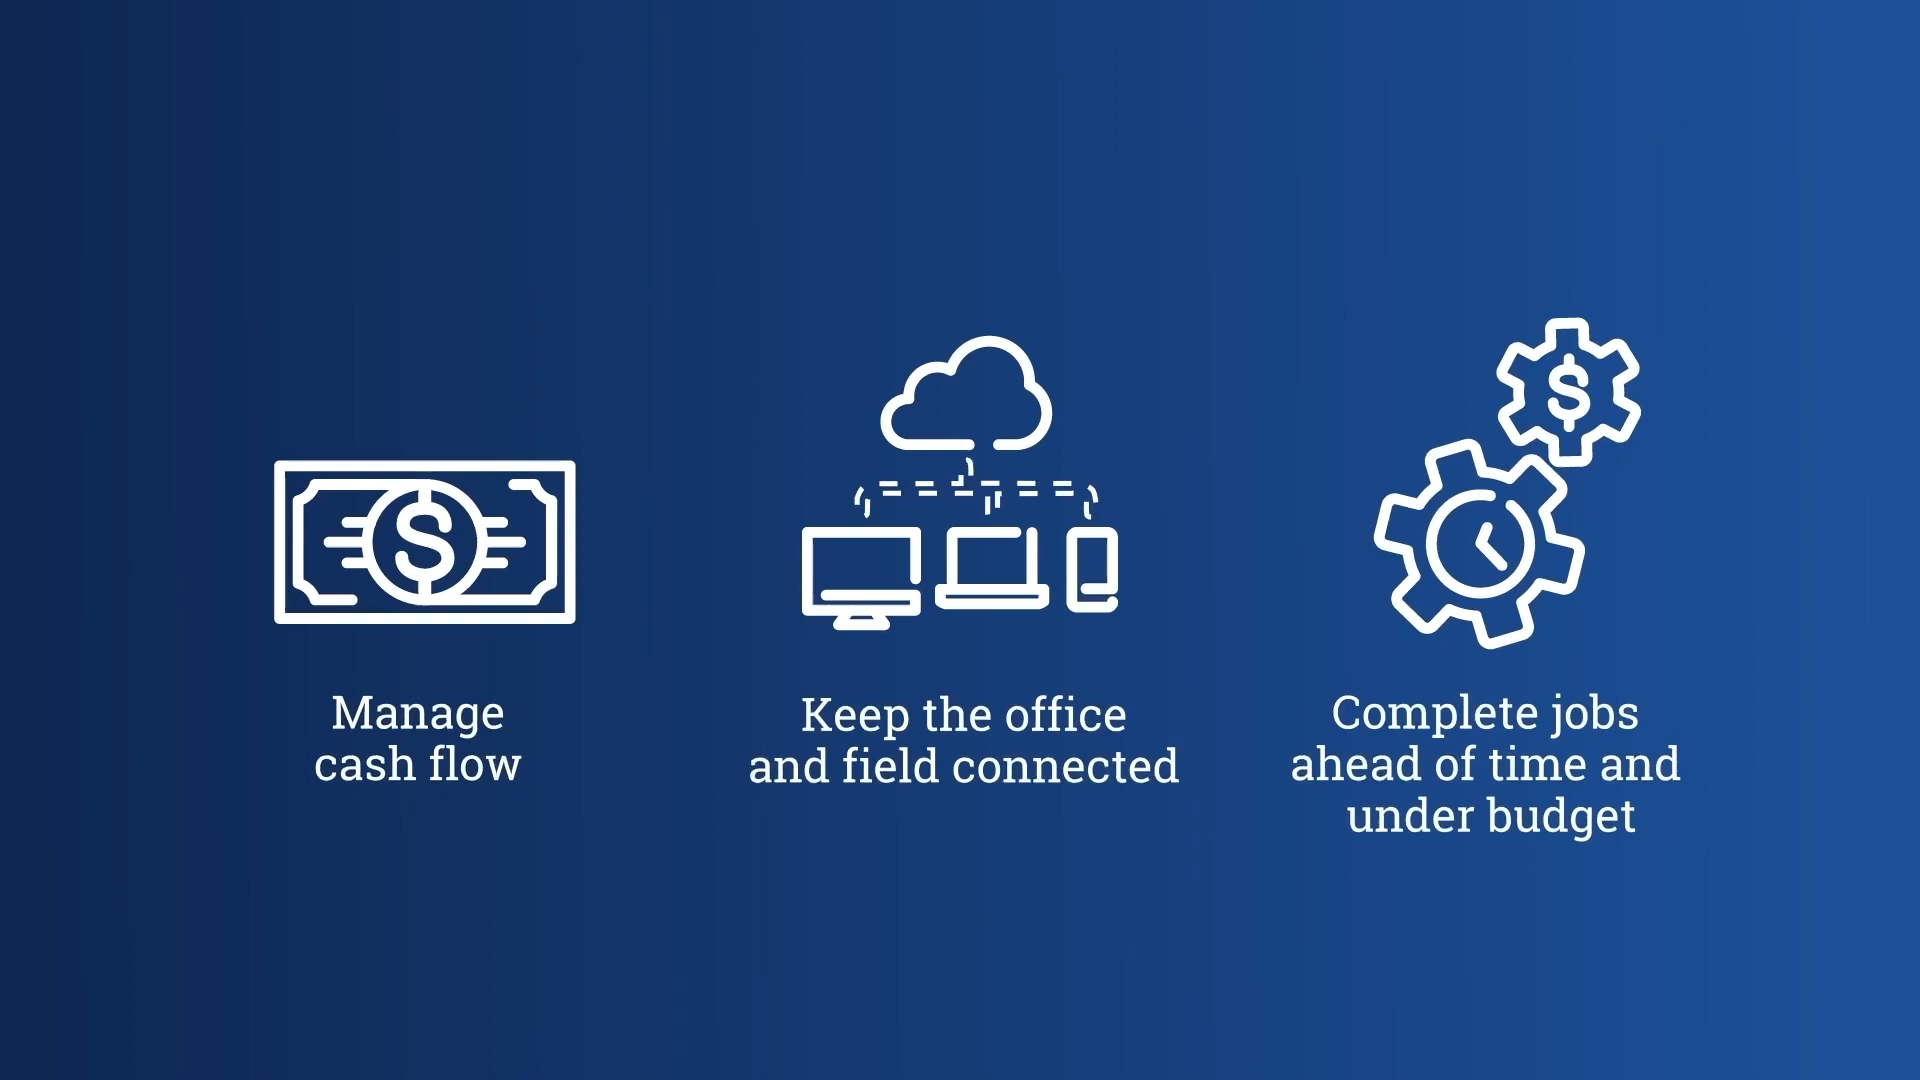 $
Manage
cash flow
Keep the office
and field connected
$
Complete jobs
ahead of time and
under budget